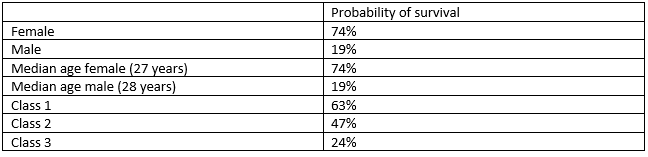 Probability of survival
Female 74%
Male 19%
Median age female (27 years) 74%
Median age male (28 years) 19%
Class 1 63%
Class 2 47%
Class 3 24%